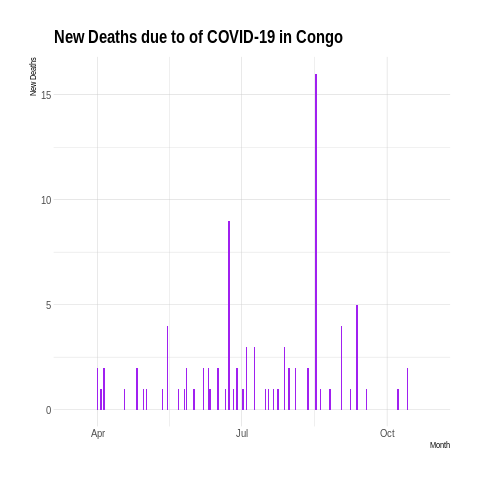 New Deaths due to of COVID-19 in Congo
New Deaths
15
10
5
0
Apr
Jul
Oct
Month